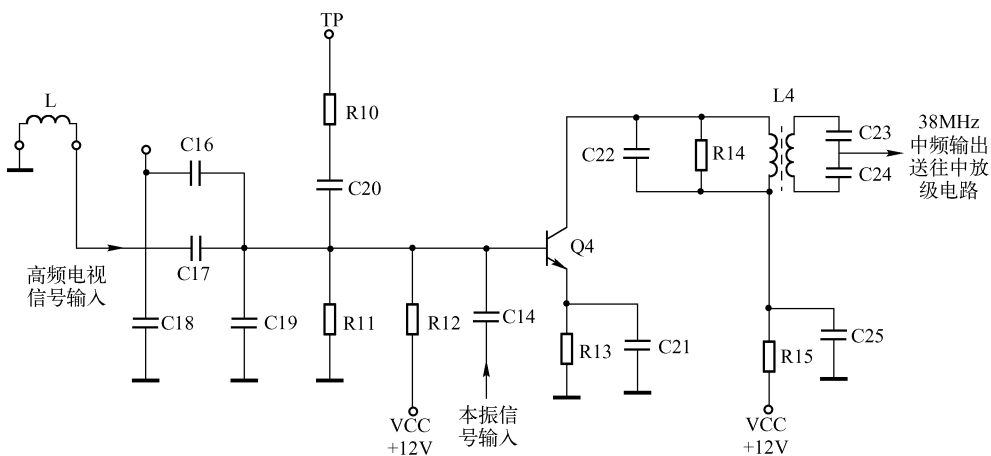 TP
L
R10
C16
C20
C17
高频电视
信号输入
C18
C19
R11
R12
VCC
+12V
C14
本振信
号输入
Q4
R13
C21
C22
R14
L4
C23
C24
38MHz
中频输出
送往中放
级电路
R15
C25
VCC
+12V